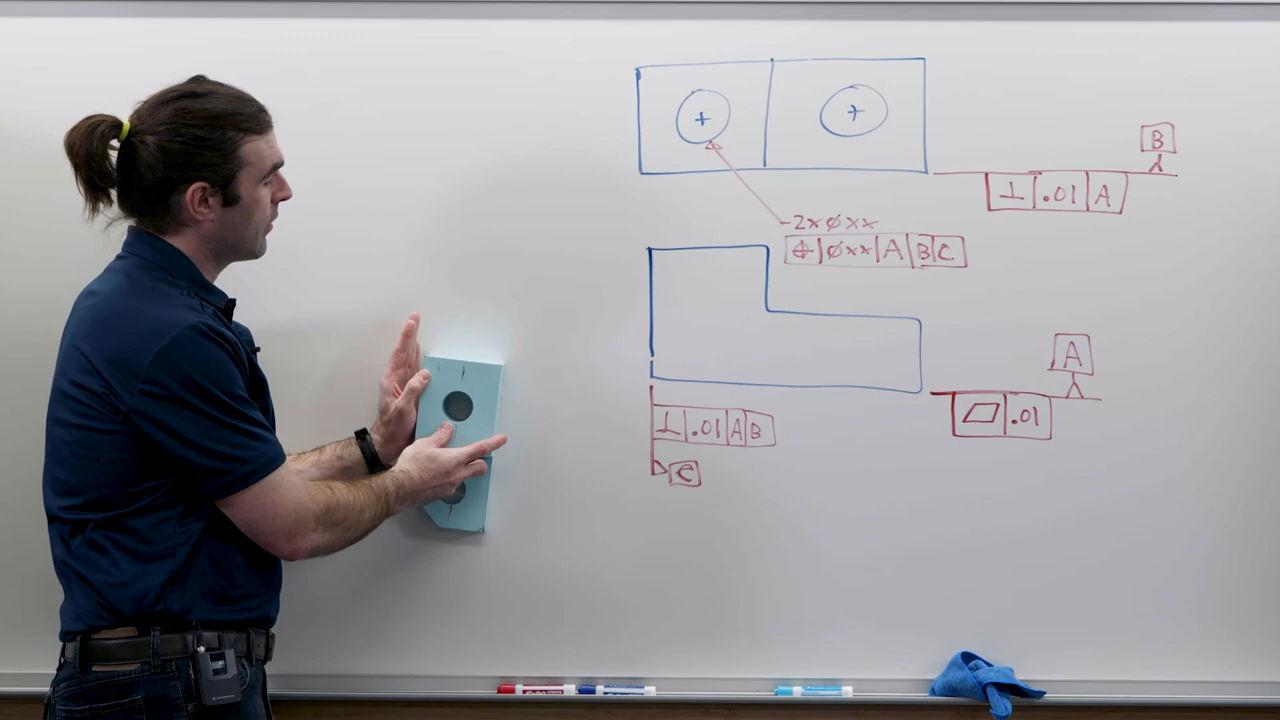 B
⊥ .01 A
-2x ⌀xx
⌖ ⌀xx A B C
A
▱ .01
⊥ .01 A B
C